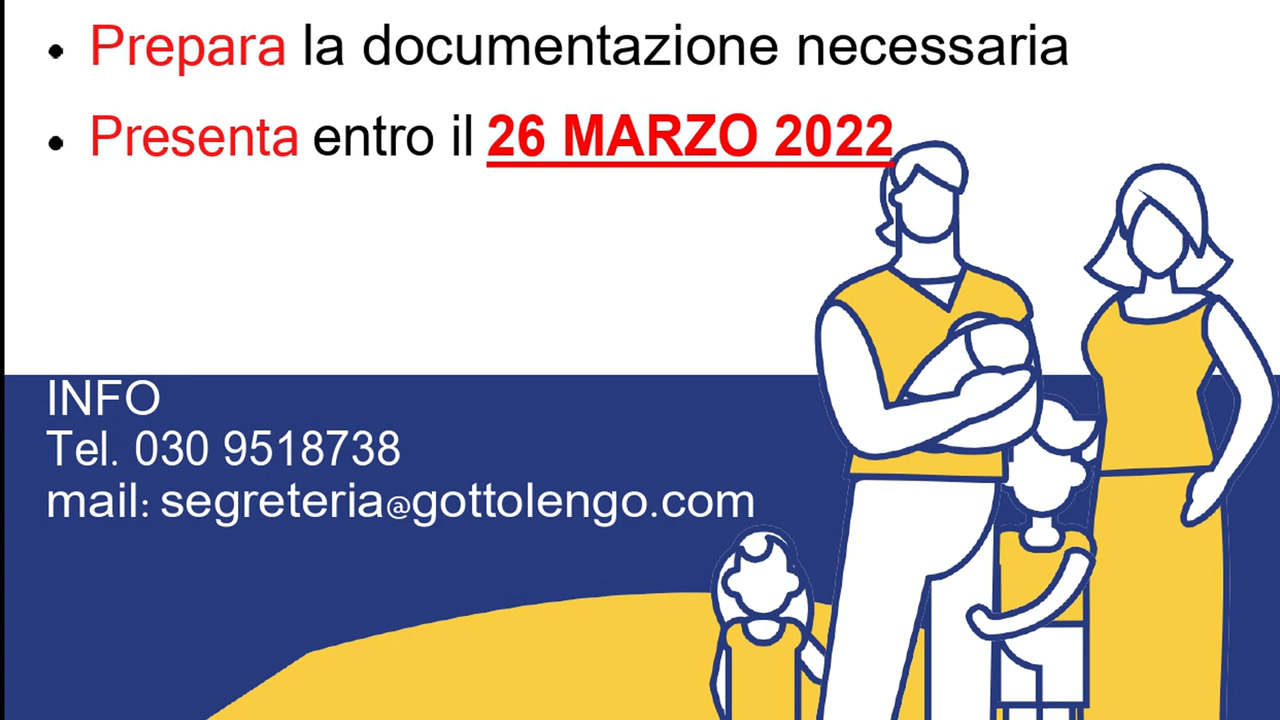 • Prepara la documentazione necessaria
• Presenta entro il 26 MARZO 2022
INFO
Tel. 030 9518738
mail: segreteria@gottolengo.com